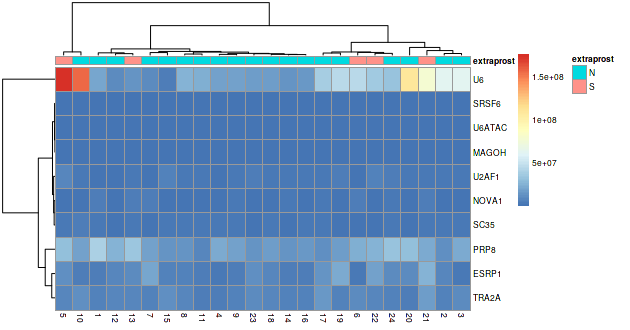 extraprost
extraprost
N
S
1.5e+08
1e+08
5e+07
U6
SRSF6
U6ATAC
MAGOH
U2AF1
NOVA1
SC35
PRP8
ESRP1
TRA2A
5 10 1 12 13 7 15 8 11 4 9 23 18 14 16 17 19 6 22 24 20 21 2 3